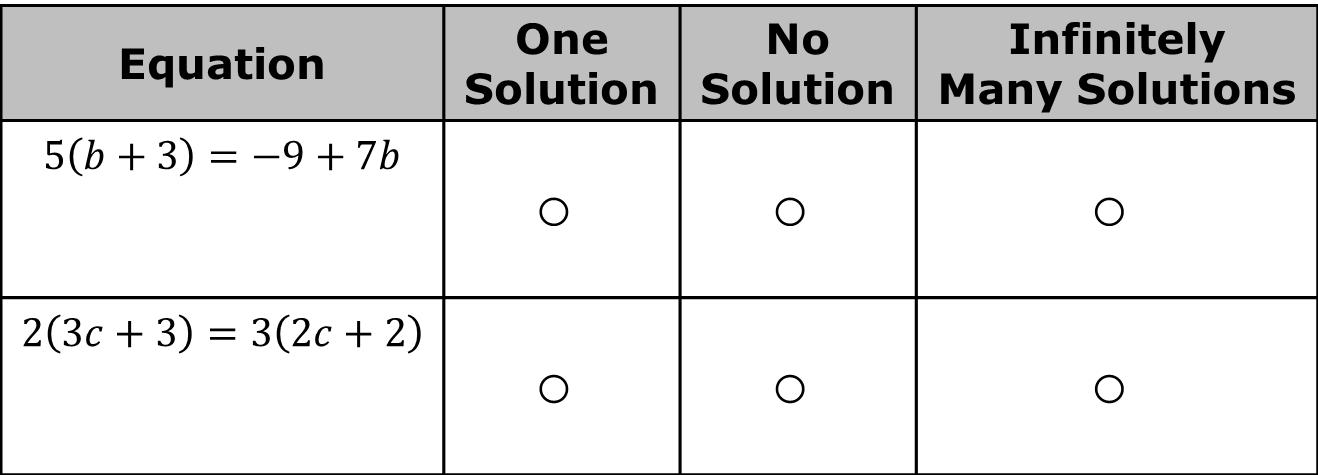 Equation
One Solution
No Solution
Infinitely Many Solutions
5(b + 3) = −9 + 7b
2(3c + 3) = 3(2c + 2)